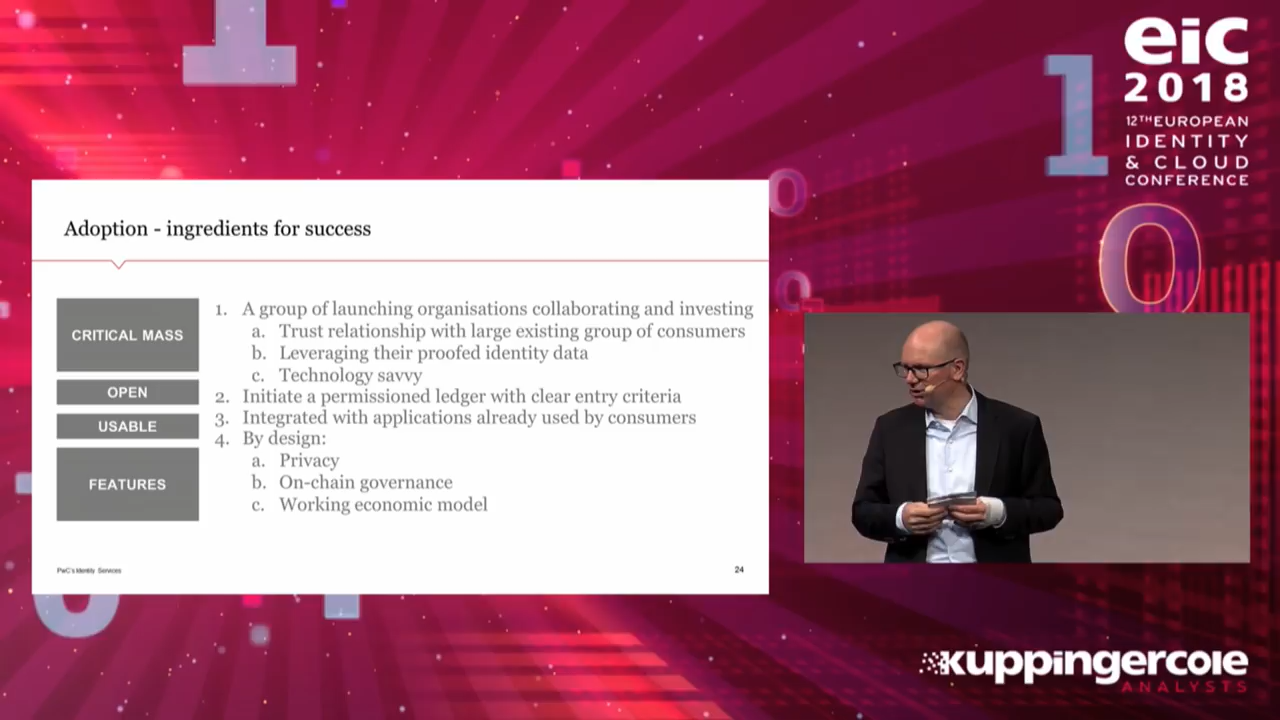 eic
2018
12TH EUROPEAN
IDENTITY
& CLOUD
CONFERENCE
Adoption - ingredients for success
CRITICAL MASS
OPEN
USABLE
FEATURES
1. A group of launching organisations collaborating and investing
a. Trust relationship with large existing group of consumers
b. Leveraging their proofed identity data
c. Technology savvy
2. Initiate a permissioned ledger with clear entry criteria
3. Integrated with applications already used by consumers
4. By design:
a. Privacy
b. On-chain governance
c. Working economic model
PwC's Identity Services
24
kuppingercole
ANALYSTS